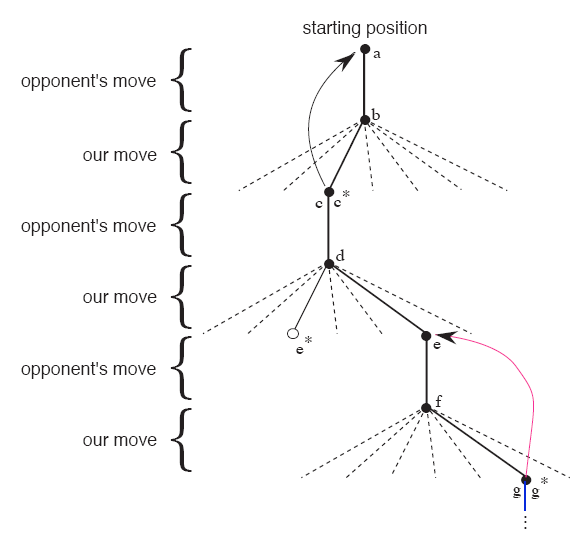 starting position
a
opponent's move
b
our move
c c*
opponent's move
d
our move
e*
e
opponent's move
f
our move
g g*